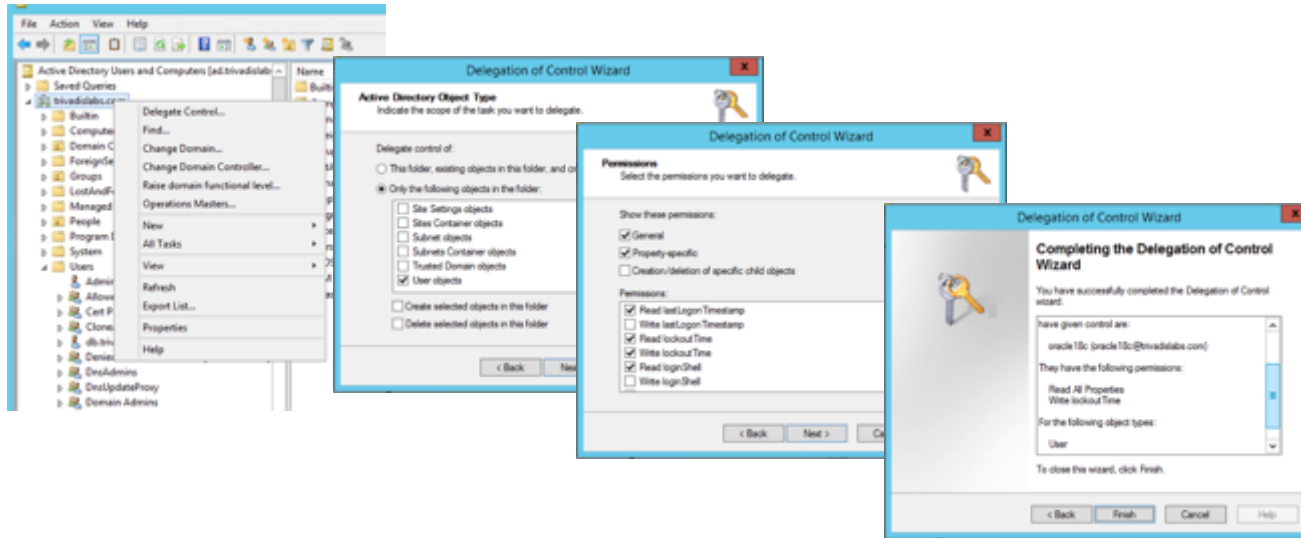 File Action View Help
Active Directory Users and Computers [ad.trivadislab
Saved Queries
trivadislabs.com
Builtin
Compute
Domain C
ForeignSe
Groups
LostAndF
Managed
People
Program
System
Users
Admin
Allowe
Cert P
Clone
db.triv
Denied
DnsAdmins
DnsUpdateProxy
Domain Admins
Name
Builti
Delegate Control...
Find...
Change Domain...
Change Domain Controller...
Raise domain functional level...
Operations Masters...
New
All Tasks
View
Refresh
Export List...
Properties
Help
Delegation of Control Wizard
x
Active Directory Object Type
Indicate the scope of the task you want to delegate.
Delegate control of:
This folder, existing objects in this folder, and cr
Only the following objects in the folder:
Site Settings objects
Sites Container objects
Subnet objects
Subnets Container objects
Trusted Domain objects
User objects
Create selected objects in this folder
Delete selected objects in this folder
< Back Nex
Delegation of Control Wizard
x
Permissions
Select the permissions you want to delegate.
Show these permissions:
General
Property-specific
Creation/deletion of specific child objects
Permissions:
Read lastLogonTimestamp
Write lastLogonTimestamp
Read lockoutTime
Write lockoutTime
Read loginShell
Write loginShell
< Back Next > Ca
Delegation of Control Wizard
x
Completing the Delegation of Control
Wizard
You have successfully completed the Delegation of Control
wizard.
have given control are:
oracle18c (oracle18c@trivadislabs.com)
They have the following permissions:
Read All Properties
Write lockoutTime
For the following object types:
User
To close this wizard, click Finish.
< Back Finish Cancel Help